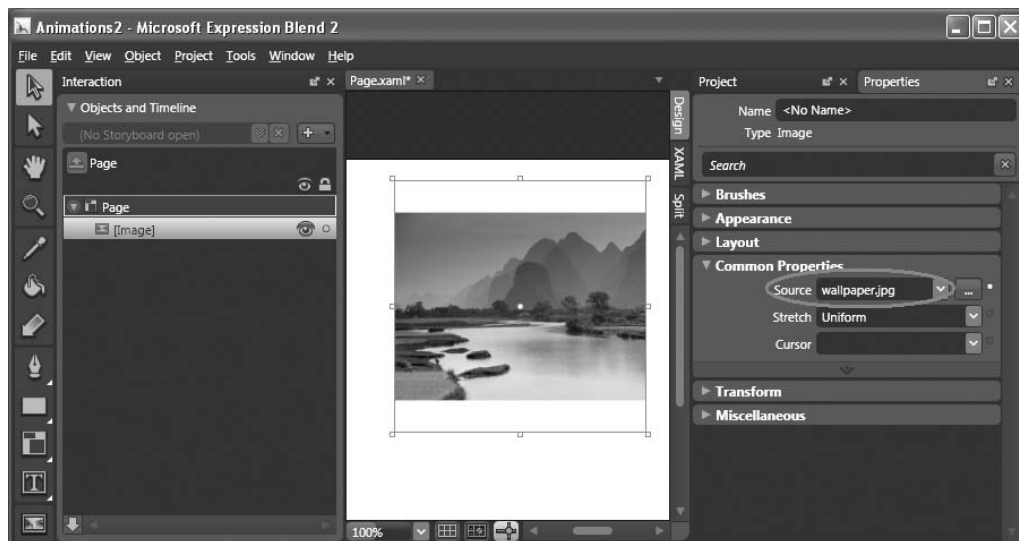 Animations2 - Microsoft Expression Blend 2
File Edit View Object Project Tools Window Help
Interaction
Objects and Timeline
(No Storyboard open)
Page
Page
[Image]
Page.xaml*
100%
Design
XAML
Split
Project
Properties
Name <No Name>
Type Image
Search
Brushes
Appearance
Layout
Common Properties
Source wallpaper.jpg ...
Stretch Uniform
Cursor
Transform
Miscellaneous